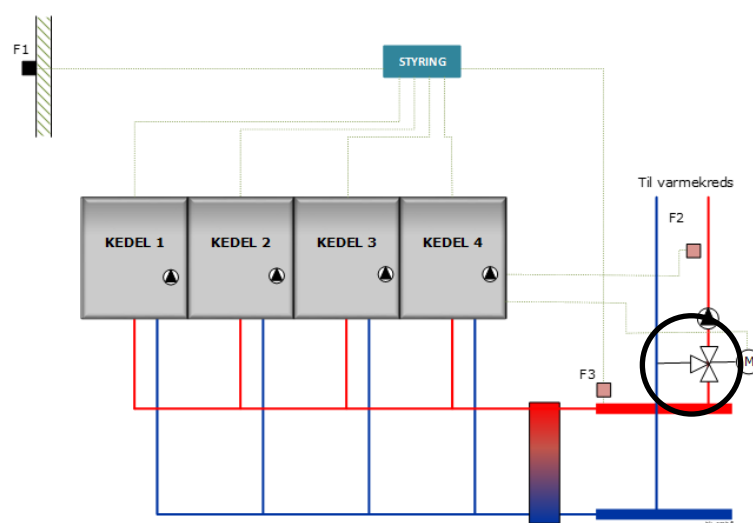 F1
STYRING
Til varmekreds
F2
KEDEL 1
KEDEL 2
KEDEL 3
KEDEL 4
M
F3